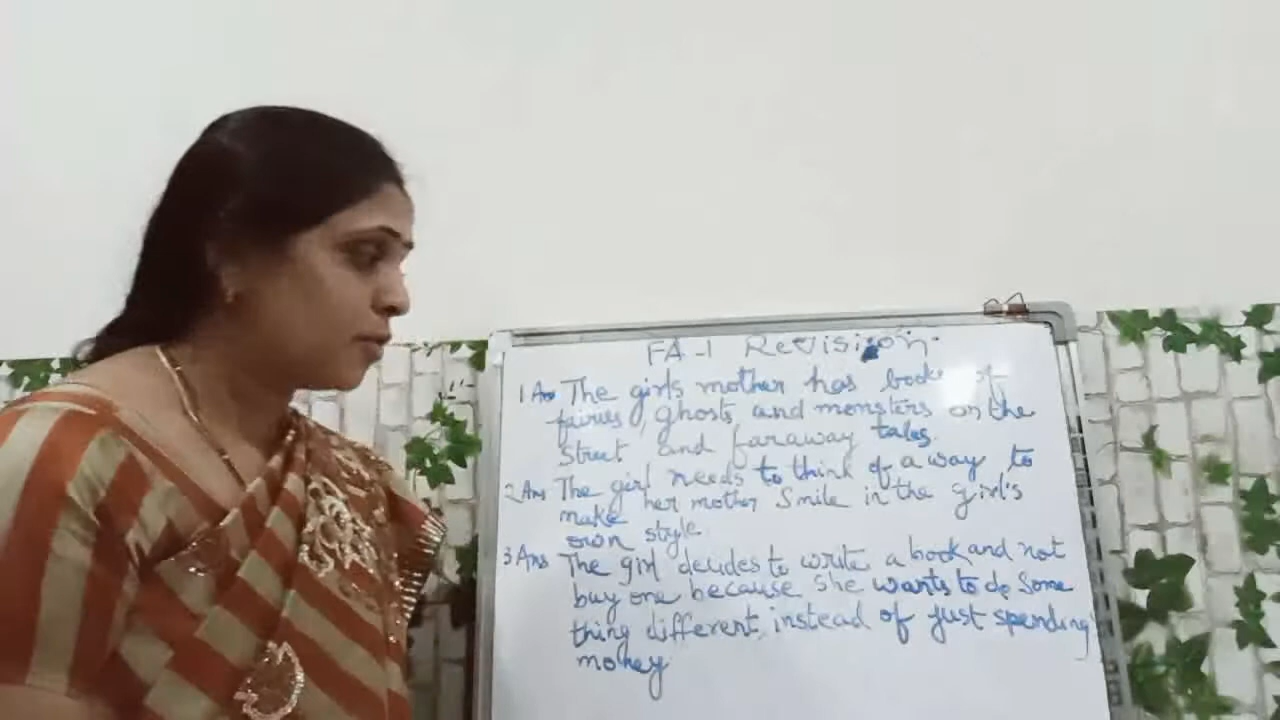 FA-1 Revision.
1 Ans The girls mother has books of
fairies, ghosts, and monsters on the
street and faraway tales.
2 Ans The girl needs to think of a way to
make her mother smile in the girl's
own style.
3 Ans The girl decides to write a book and not
buy one because she wants to do some
thing different, instead of just spending
money